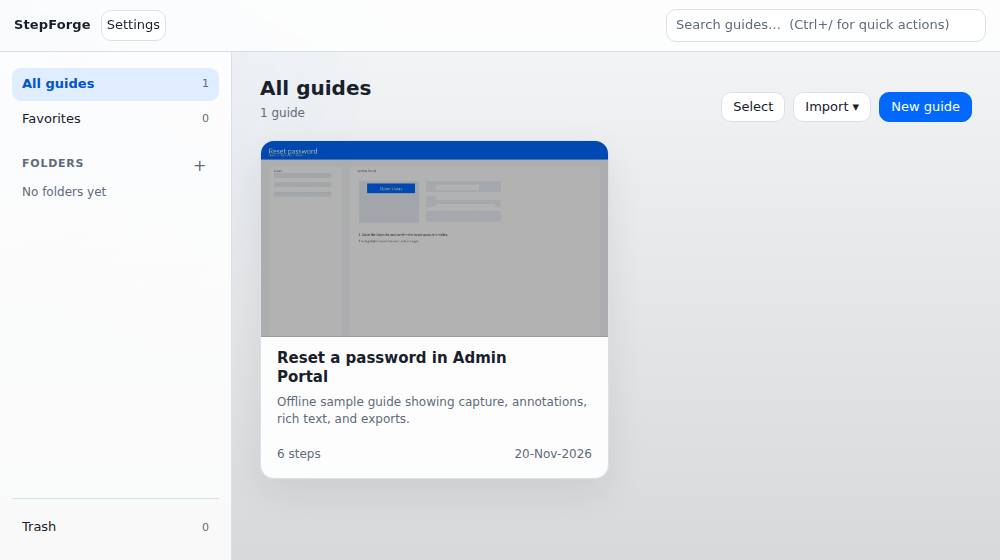 StepForge
Settings
Search guides… (Ctrl+/ for quick actions)
All guides
1
Favorites
0
FOLDERS
+
No folders yet
Trash
0
All guides
1 guide
Select
Import ▾
New guide
Reset password
Open Users
Reset a password in Admin
Portal
Offline sample guide showing capture, annotations,
rich text, and exports.
6 steps
20-Nov-2026